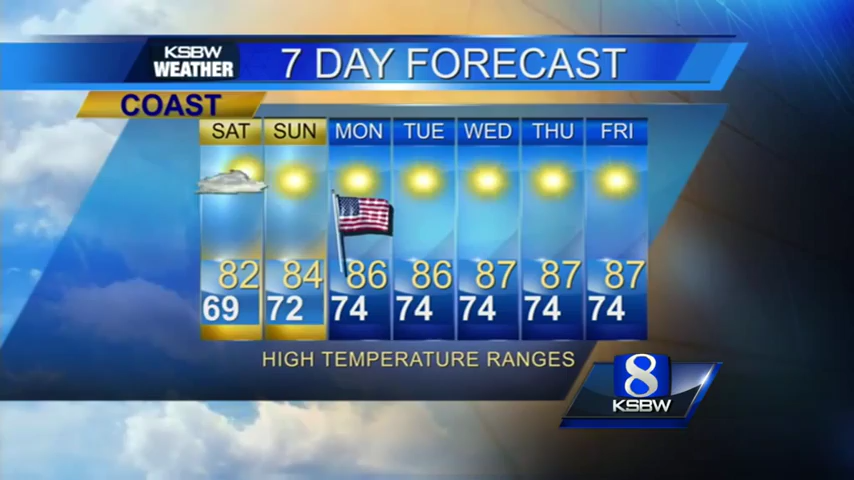 KSBW
WEATHER
7 DAY FORECAST
COAST
SAT SUN MON TUE WED THU FRI
82 84 86 86 87 87 87
69 72 74 74 74 74 74
HIGH TEMPERATURE RANGES
8
KSBW